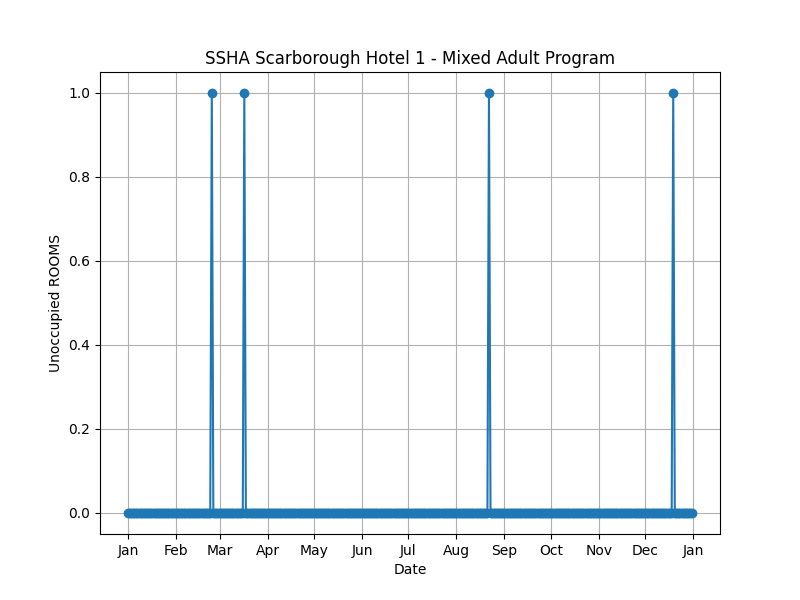 SSHA Scarborough Hotel 1 - Mixed Adult Program
1.0
0.8
0.6
0.4
0.2
0.0
Unoccupied ROOMS
Jan Feb Mar Apr May Jun Jul Aug Sep Oct Nov Dec Jan
Date